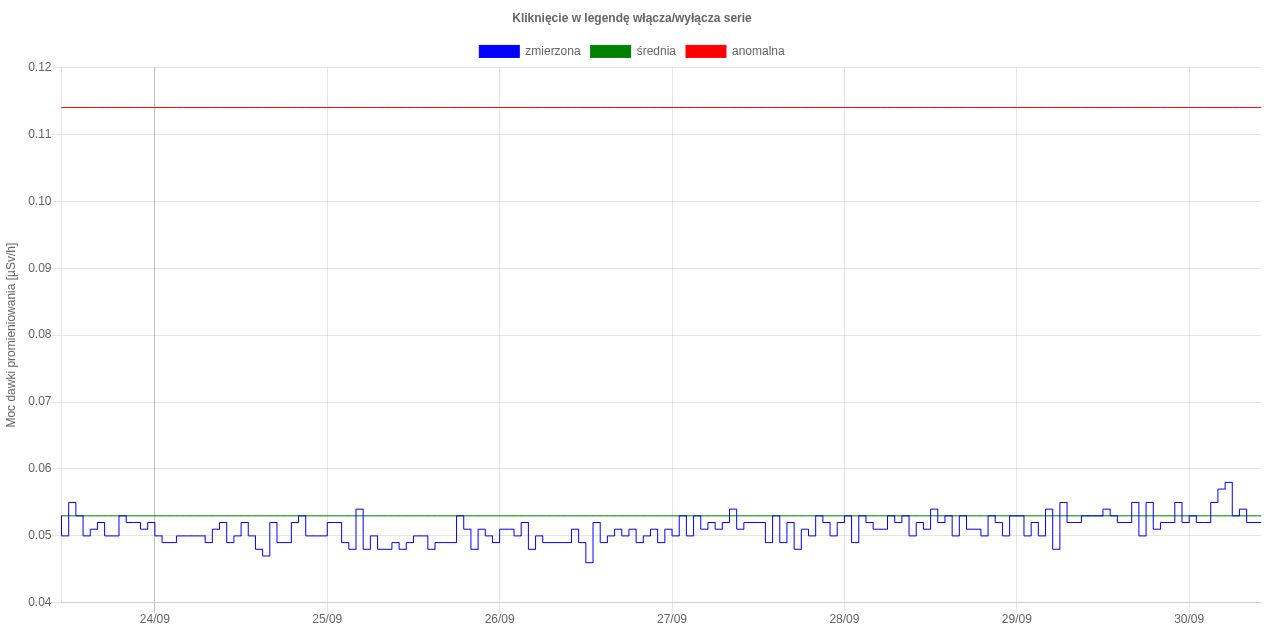 Kliknięcie w legendę włącza/wyłącza serie
zmierzona średnia anomalna
Moc dawki promieniowania [µSv/h]
0.12
0.11
0.10
0.09
0.08
0.07
0.06
0.05
0.04
24/09 25/09 26/09 27/09 28/09 29/09 30/09